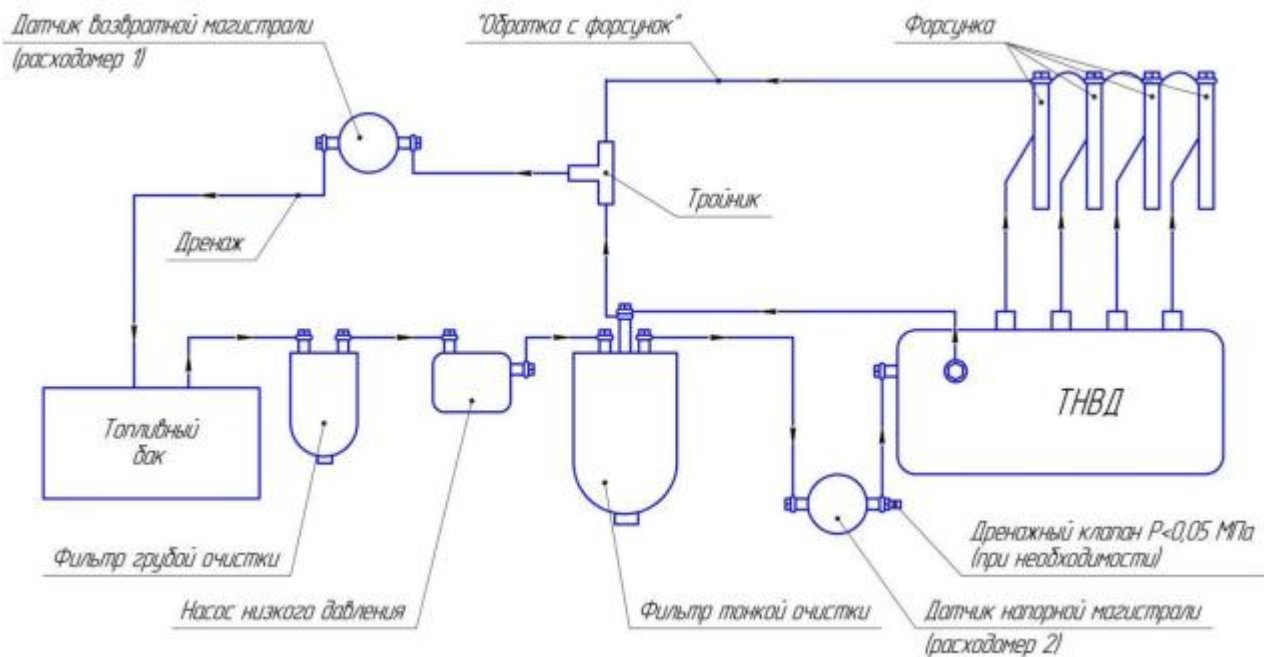 Датчик возвратной магистрали
(расходомер 1)
"Обратка с форсунок"
Форсунка
Тройник
Дренаж
Топливный
бак
ТНВД
Фильтр грубой очистки
Насос низкого давления
Фильтр тонкой очистки
Дренажный клапан Р<0,05 МПа
(при необходимости)
Датчик напорной магистрали
(расходомер 2)